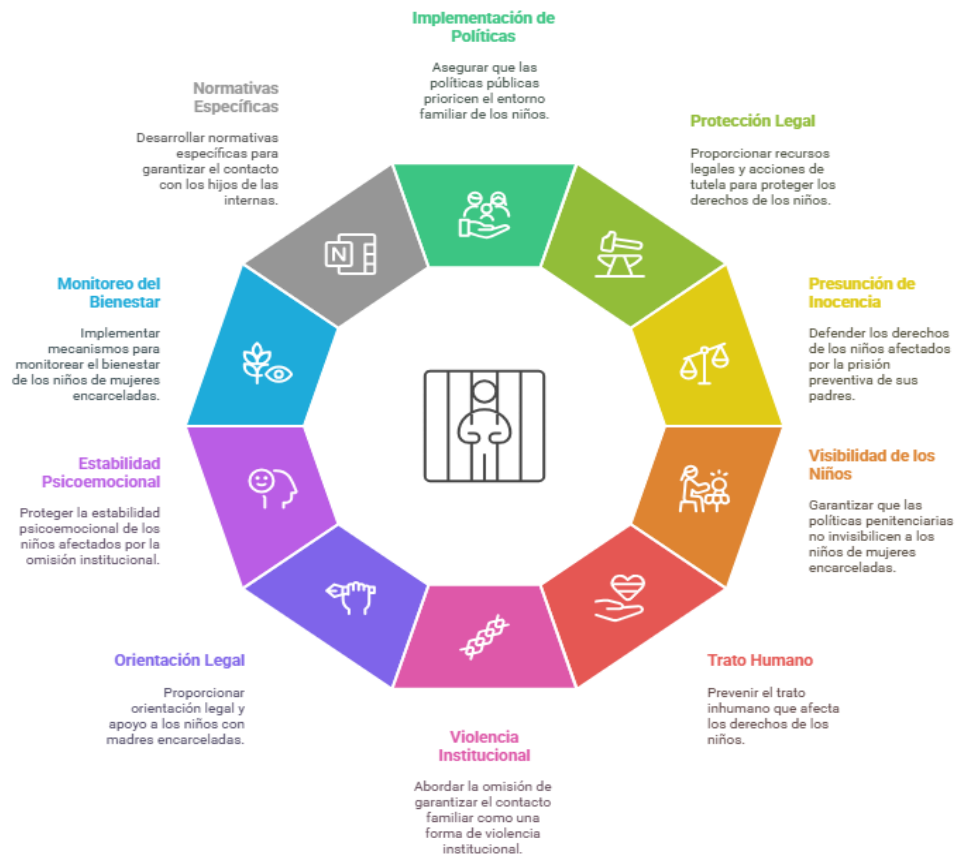 Implementación de
Políticas
Asegurar que las
políticas públicas
prioricen el entorno
familiar de los niños.
Protección Legal
Proporcionar recursos
legales y acciones de
tutela para proteger los
derechos de los niños.
Presunción de
Inocencia
Defender los derechos
de los niños afectados
por la prisión
preventiva de sus
padres.
Visibilidad de los
Niños
Garantizar que las
políticas penitenciarias
no invisibilicen a los
niños de mujeres
encarceladas.
Trato Humano
Prevenir el trato
inhumano que afecta
los derechos de los
niños.
Violencia
Institucional
Abordar la omisión de
garantizar el contacto
familiar como una
forma de violencia
institucional.
Orientación Legal
Proporcionar
orientación legal y
apoyo a los niños con
madres encarceladas.
Estabilidad
Psicoemocional
Proteger la estabilidad
psicoemocional de los
niños afectados por la
omisión institucional.
Monitoreo del
Bienestar
Implementar
mecanismos para
monitorear el bienestar
de los niños de mujeres
encarceladas.
Normativas
Específicas
Desarrollar normativas
específicas para
garantizar el contacto
con los hijos de las
internas.
N